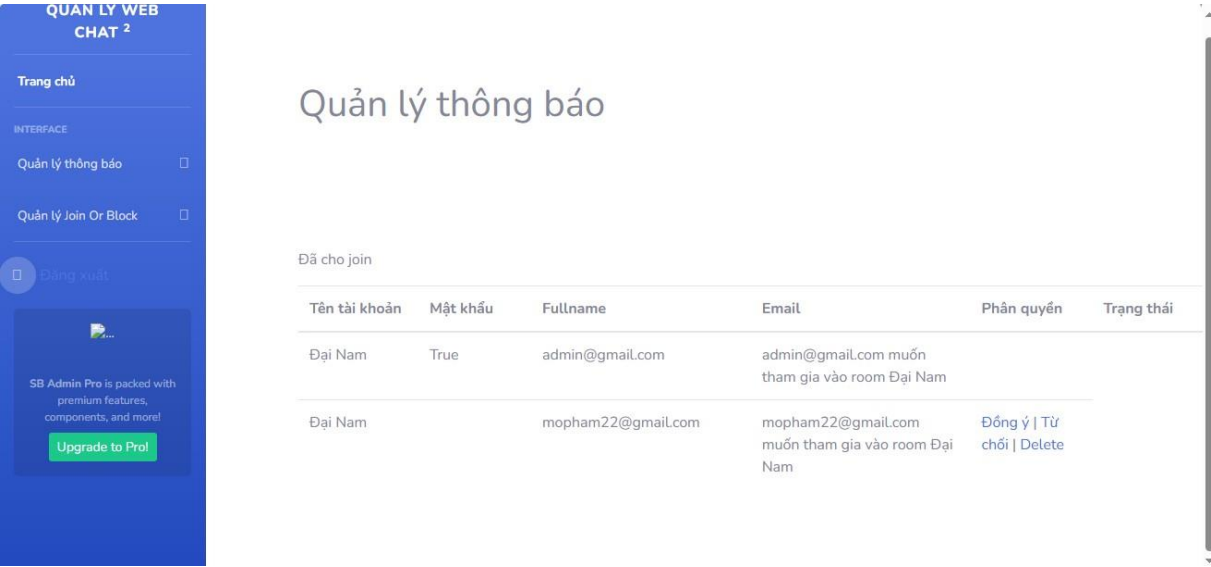 QUẢN LÝ WEB
CHAT 2
Trang chủ
INTERFACE
Quản lý thông báo
Quản lý Join Or Block
Đăng xuất
...
SB Admin Pro is packed with
premium features,
components, and more!
Upgrade to Pro!
Quản lý thông báo
Đã cho join
Tên tài khoản Mật khẩu Fullname Email Phân quyền Trạng thái
Đại Nam True admin@gmail.com admin@gmail.com muốn
tham gia vào room Đại Nam
Đại Nam mopham22@gmail.com mopham22@gmail.com Đồng ý | Từ
muốn tham gia vào room Đại chối | Delete
Nam